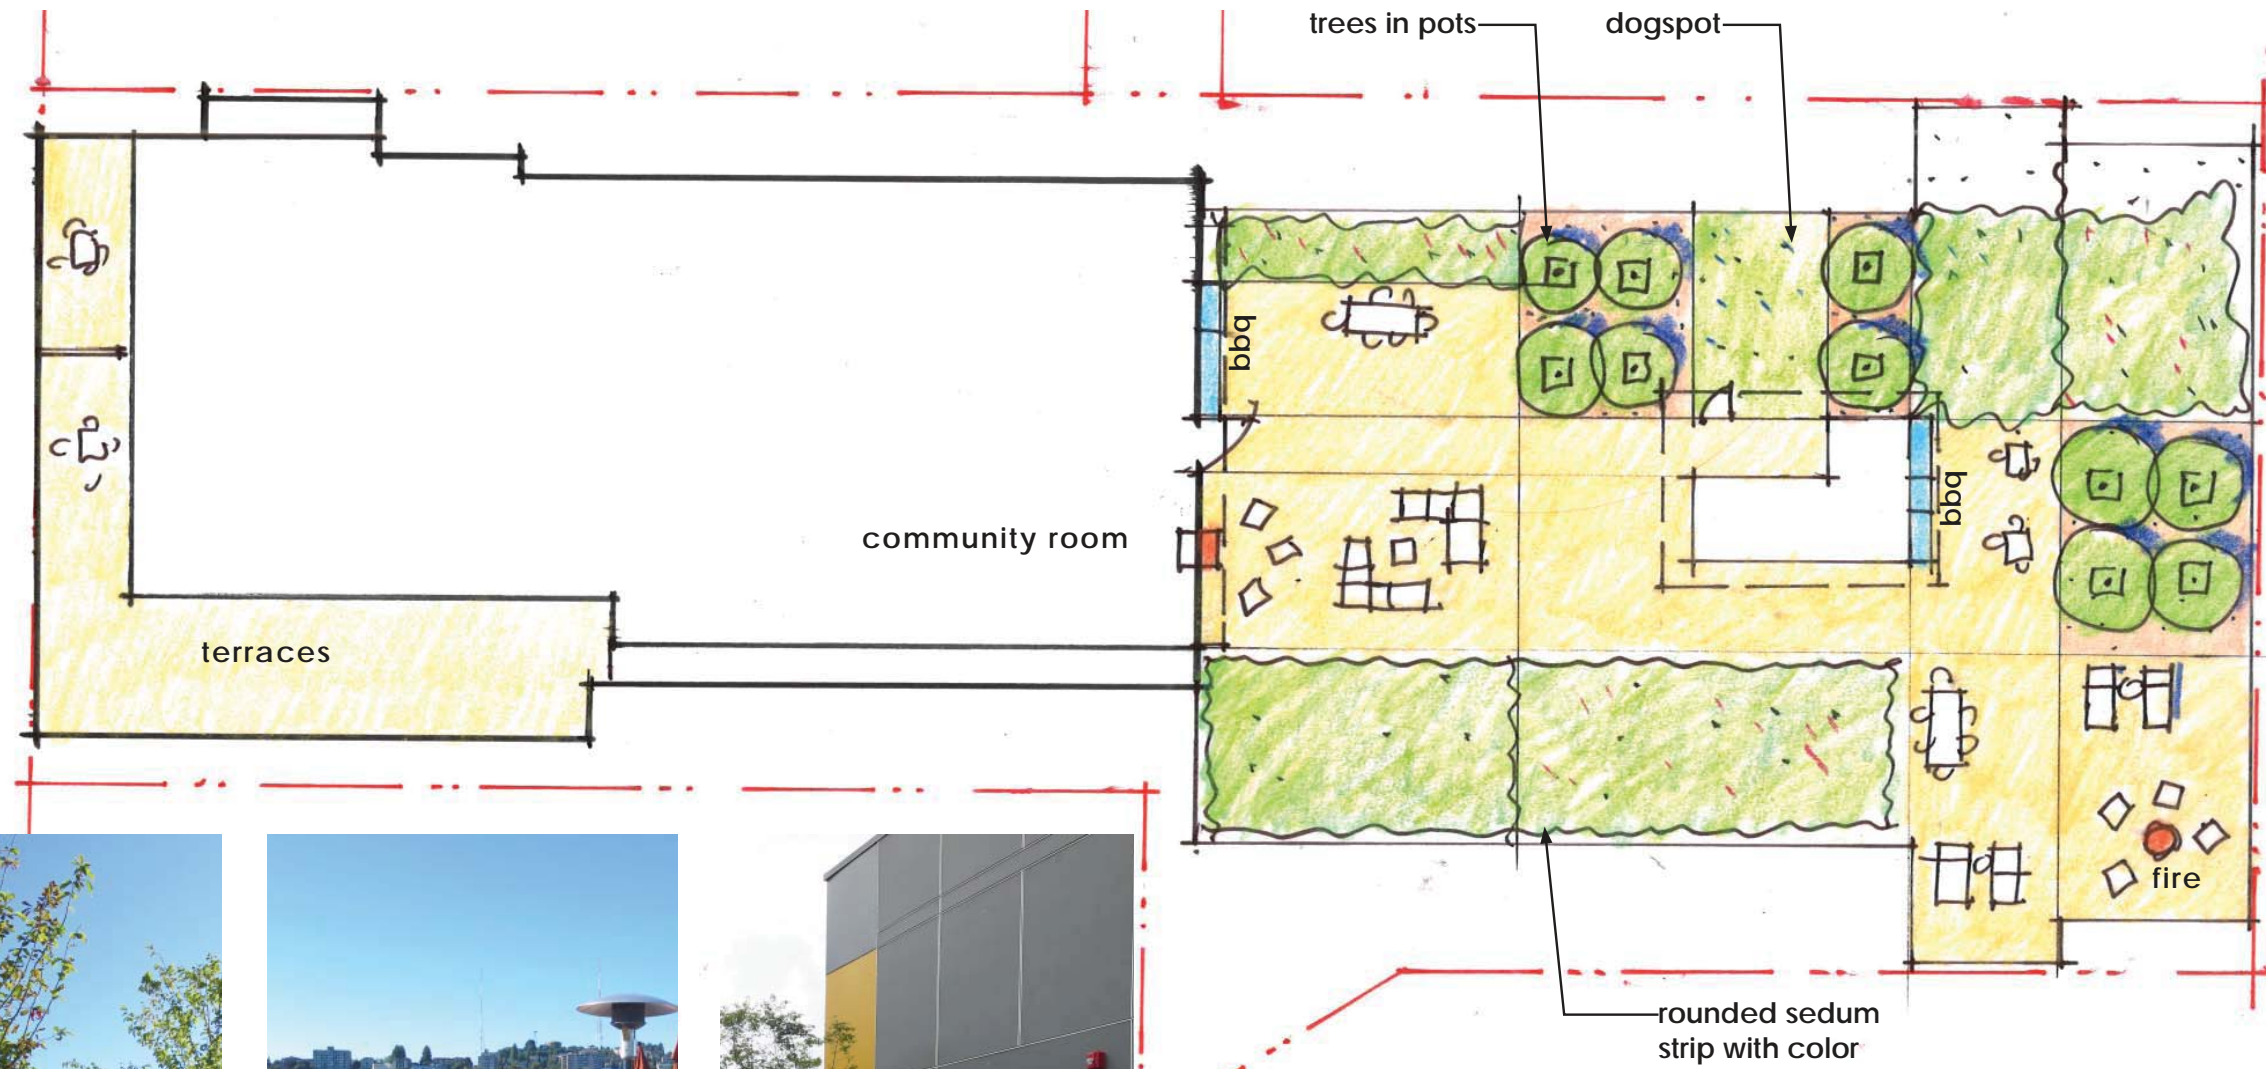 trees in pots
dogspot
bbq
community room
bbq
terraces
fire
rounded sedum
strip with color